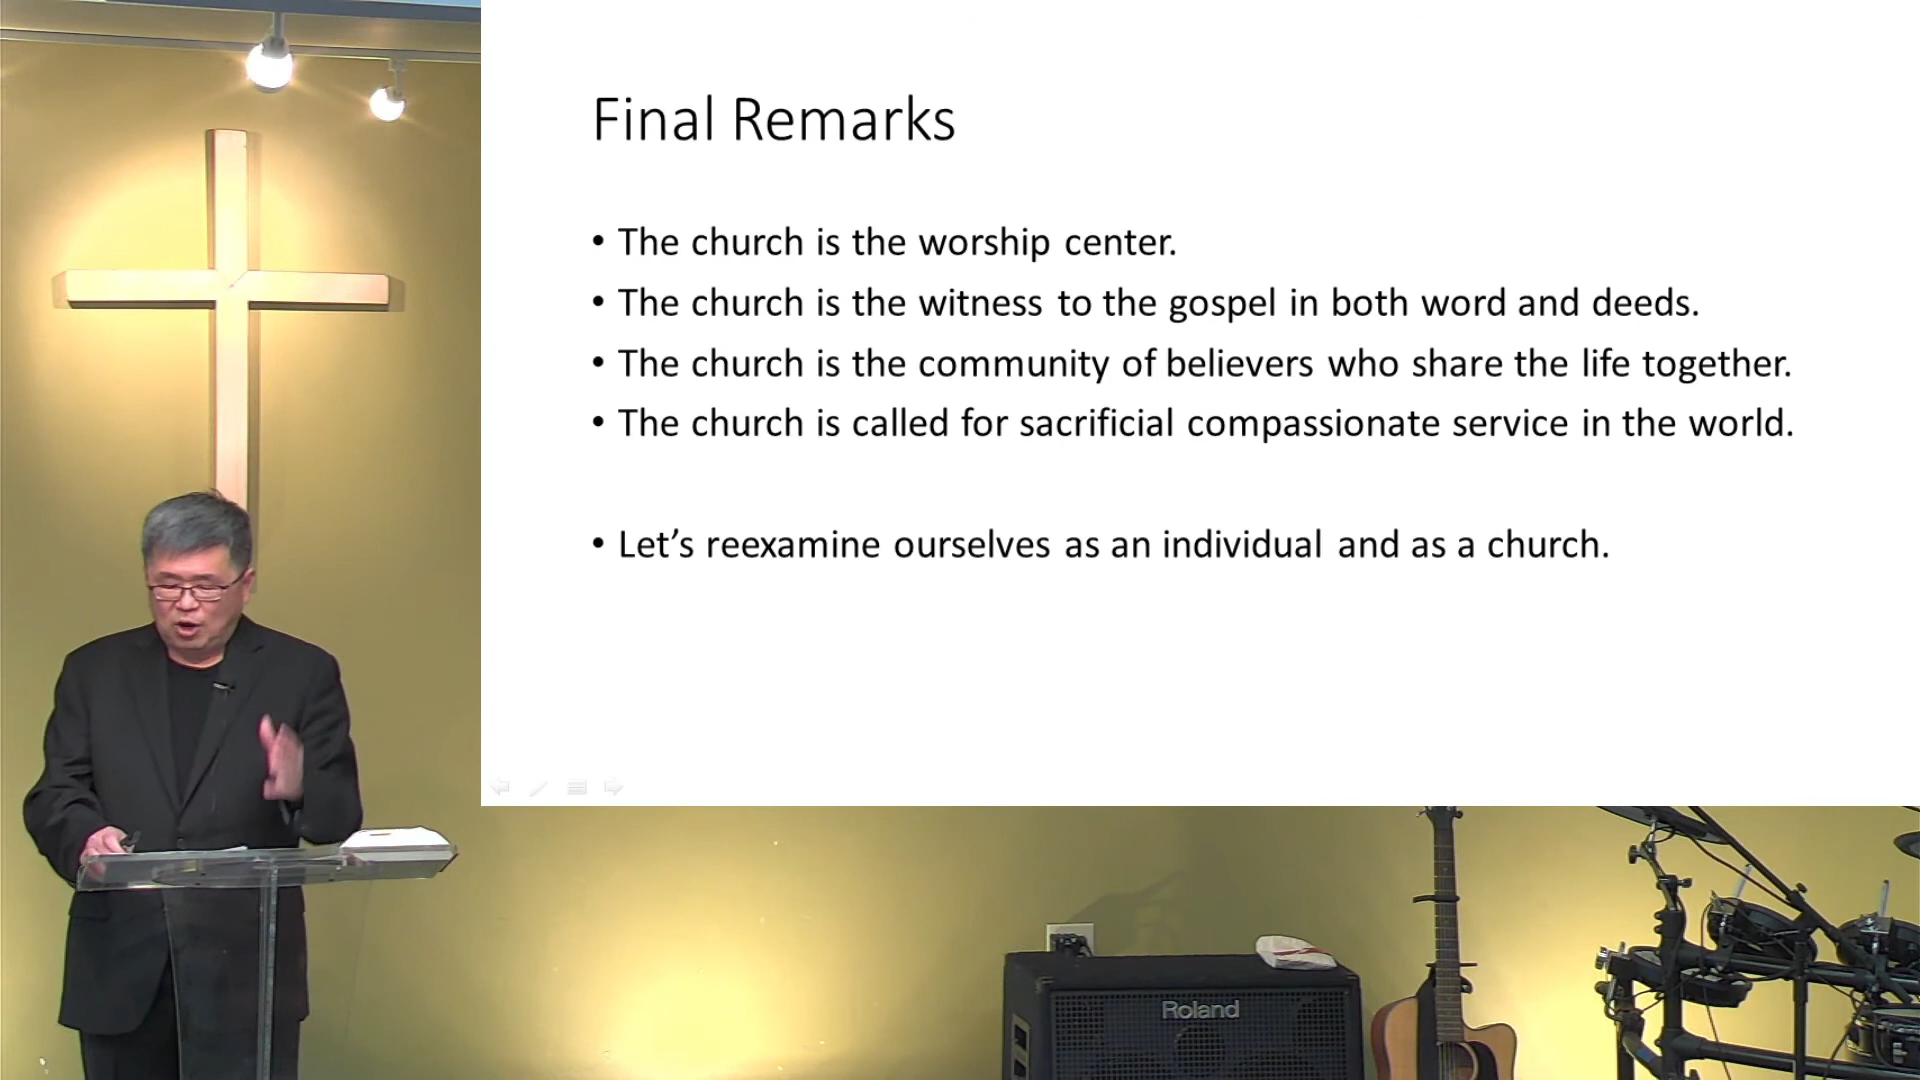 Final Remarks
• The church is the worship center.
• The church is the witness to the gospel in both word and deeds.
• The church is the community of believers who share the life together.
• The church is called for sacrificial compassionate service in the world.
• Let’s reexamine ourselves as an individual and as a church.
Roland